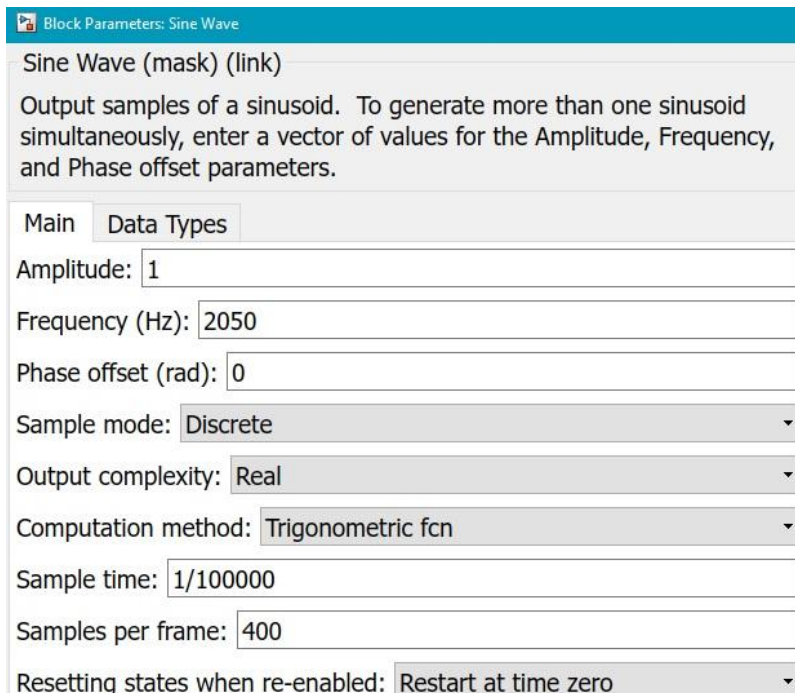 Block Parameters: Sine Wave
Sine Wave (mask) (link)
Output samples of a sinusoid. To generate more than one sinusoid
simultaneously, enter a vector of values for the Amplitude, Frequency,
and Phase offset parameters.
Main Data Types
Amplitude: 1
Frequency (Hz): 2050
Phase offset (rad): 0
Sample mode: Discrete
Output complexity: Real
Computation method: Trigonometric fcn
Sample time: 1/100000
Samples per frame: 400
Resetting states when re-enabled: Restart at time zero